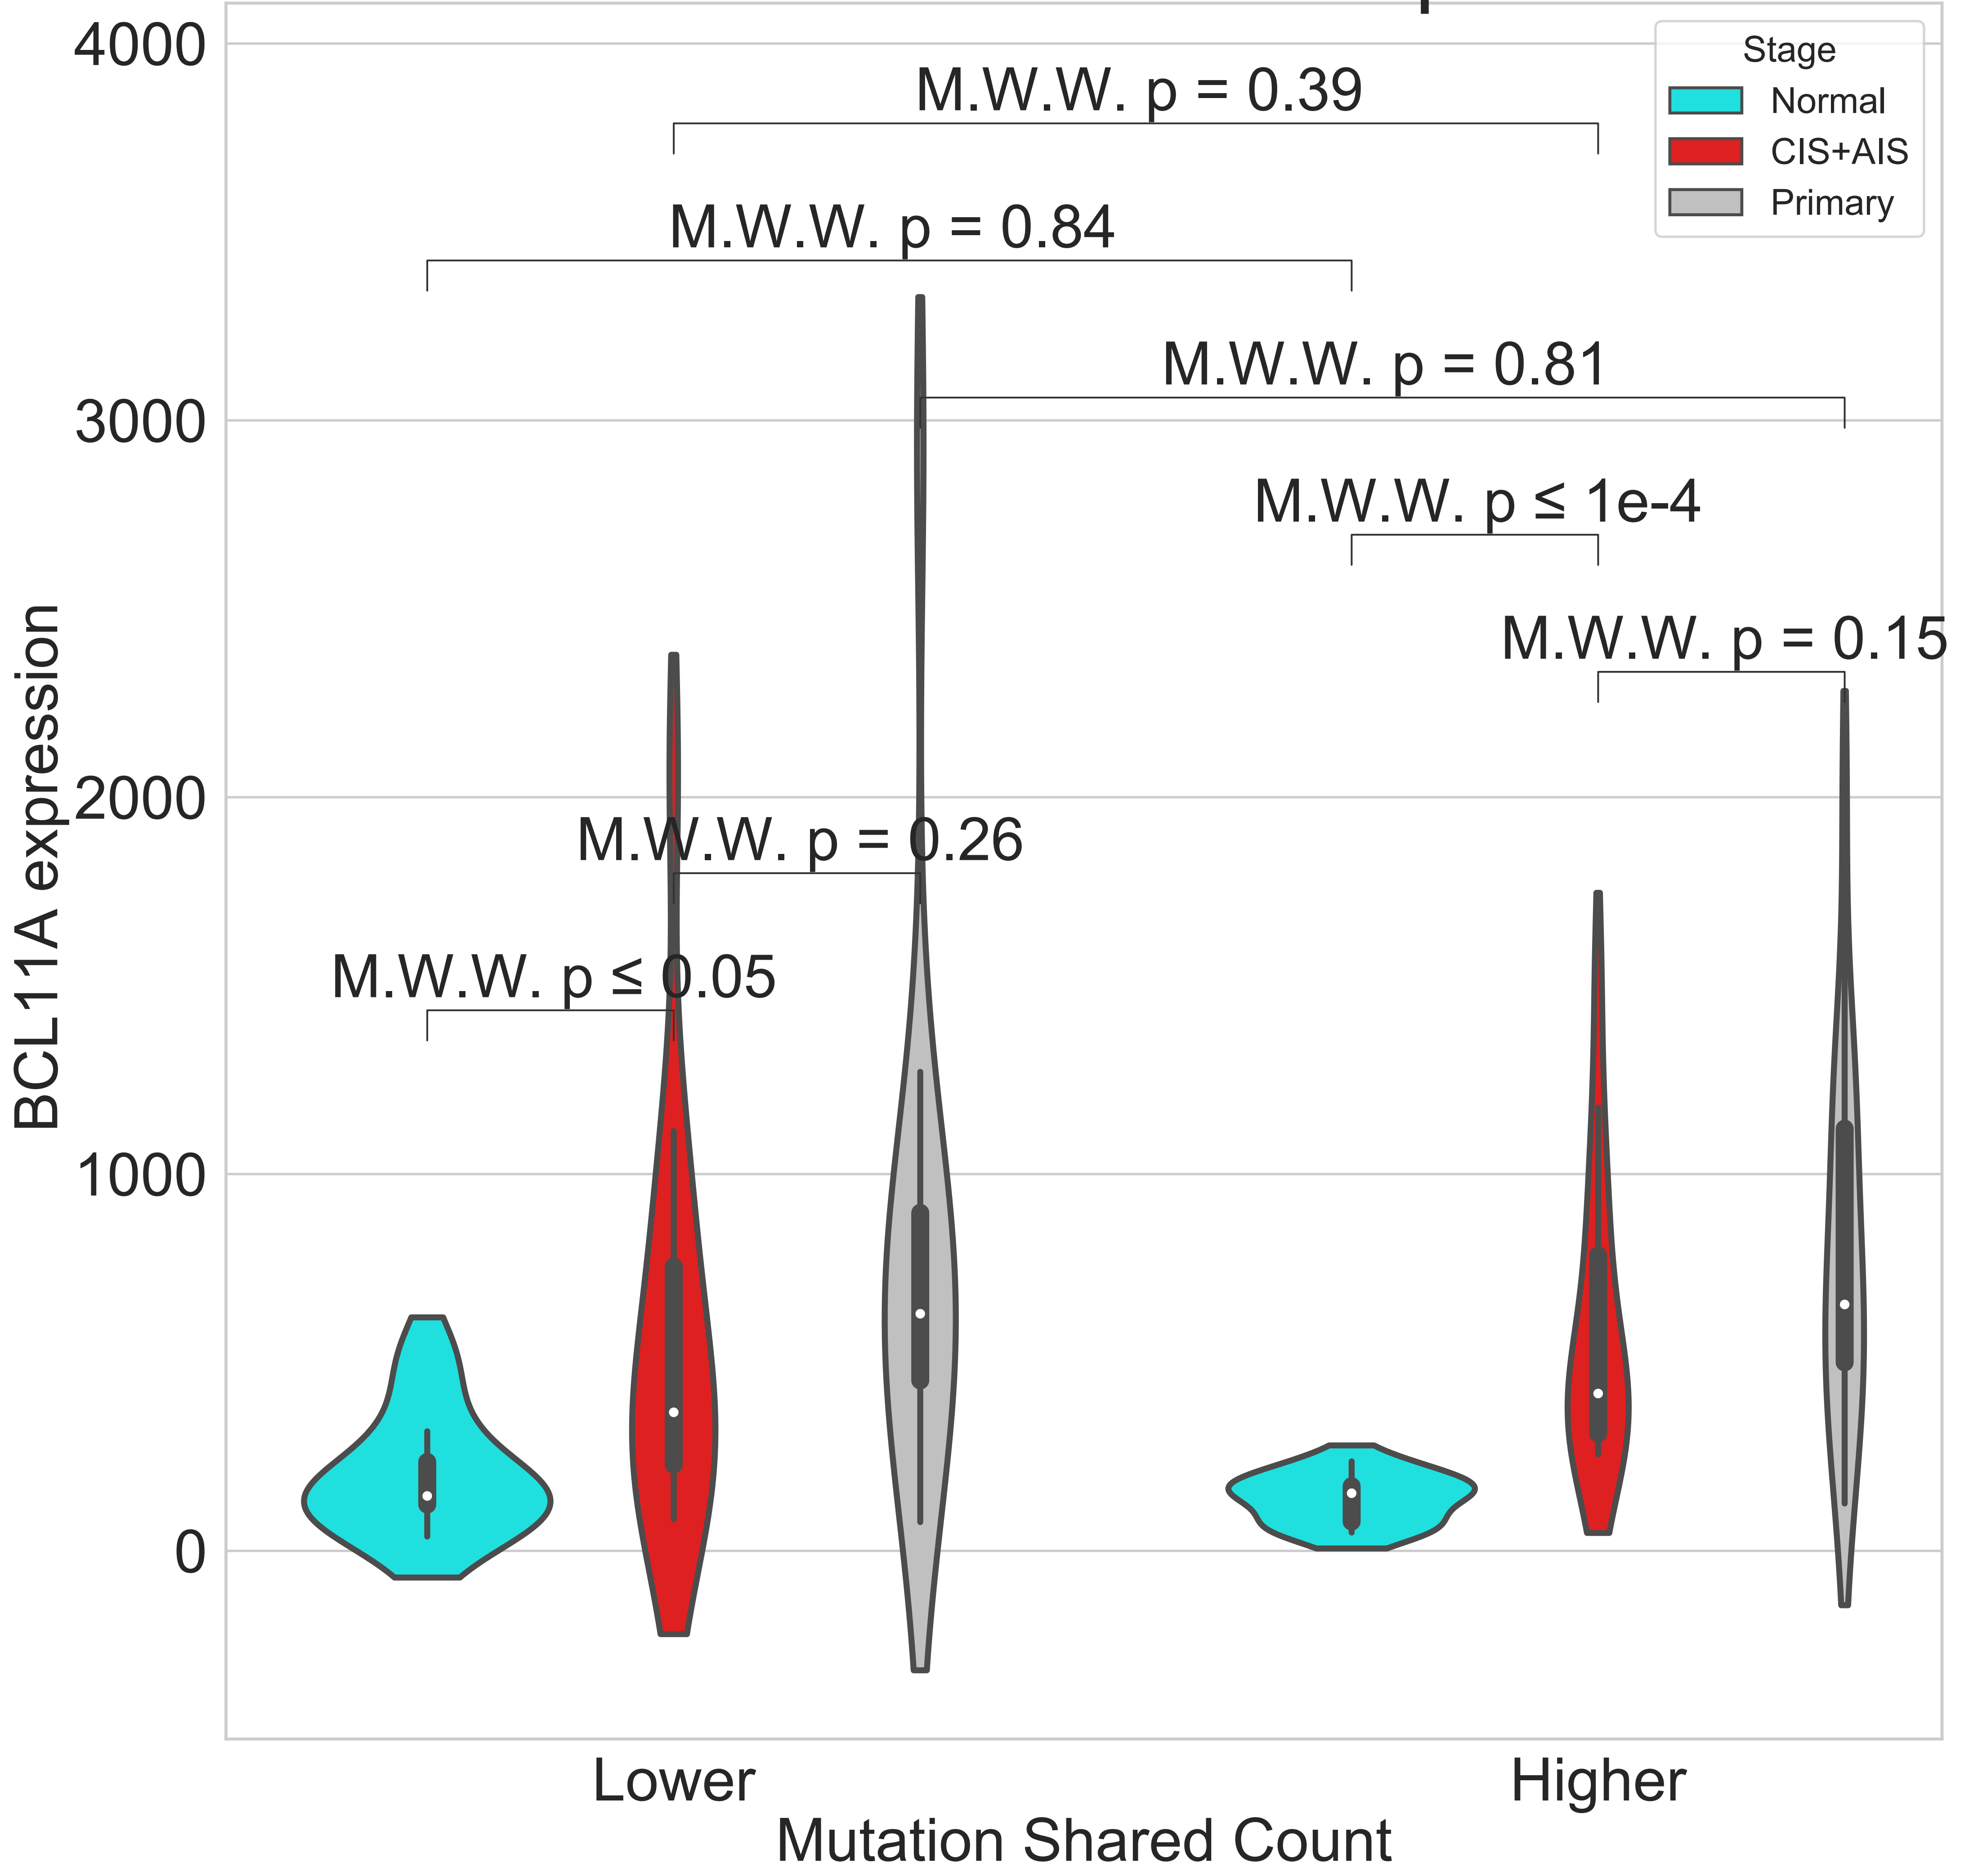 4000
3000
2000
1000
0
BCL11A expression
Stage
Normal
CIS+AIS
Primary
M.W.W. p = 0.39
M.W.W. p = 0.84
M.W.W. p = 0.81
M.W.W. p ≤ 1e-4
M.W.W. p = 0.15
M.W.W. p = 0.26
M.W.W. p ≤ 0.05
Lower
Higher
Mutation Shared Count